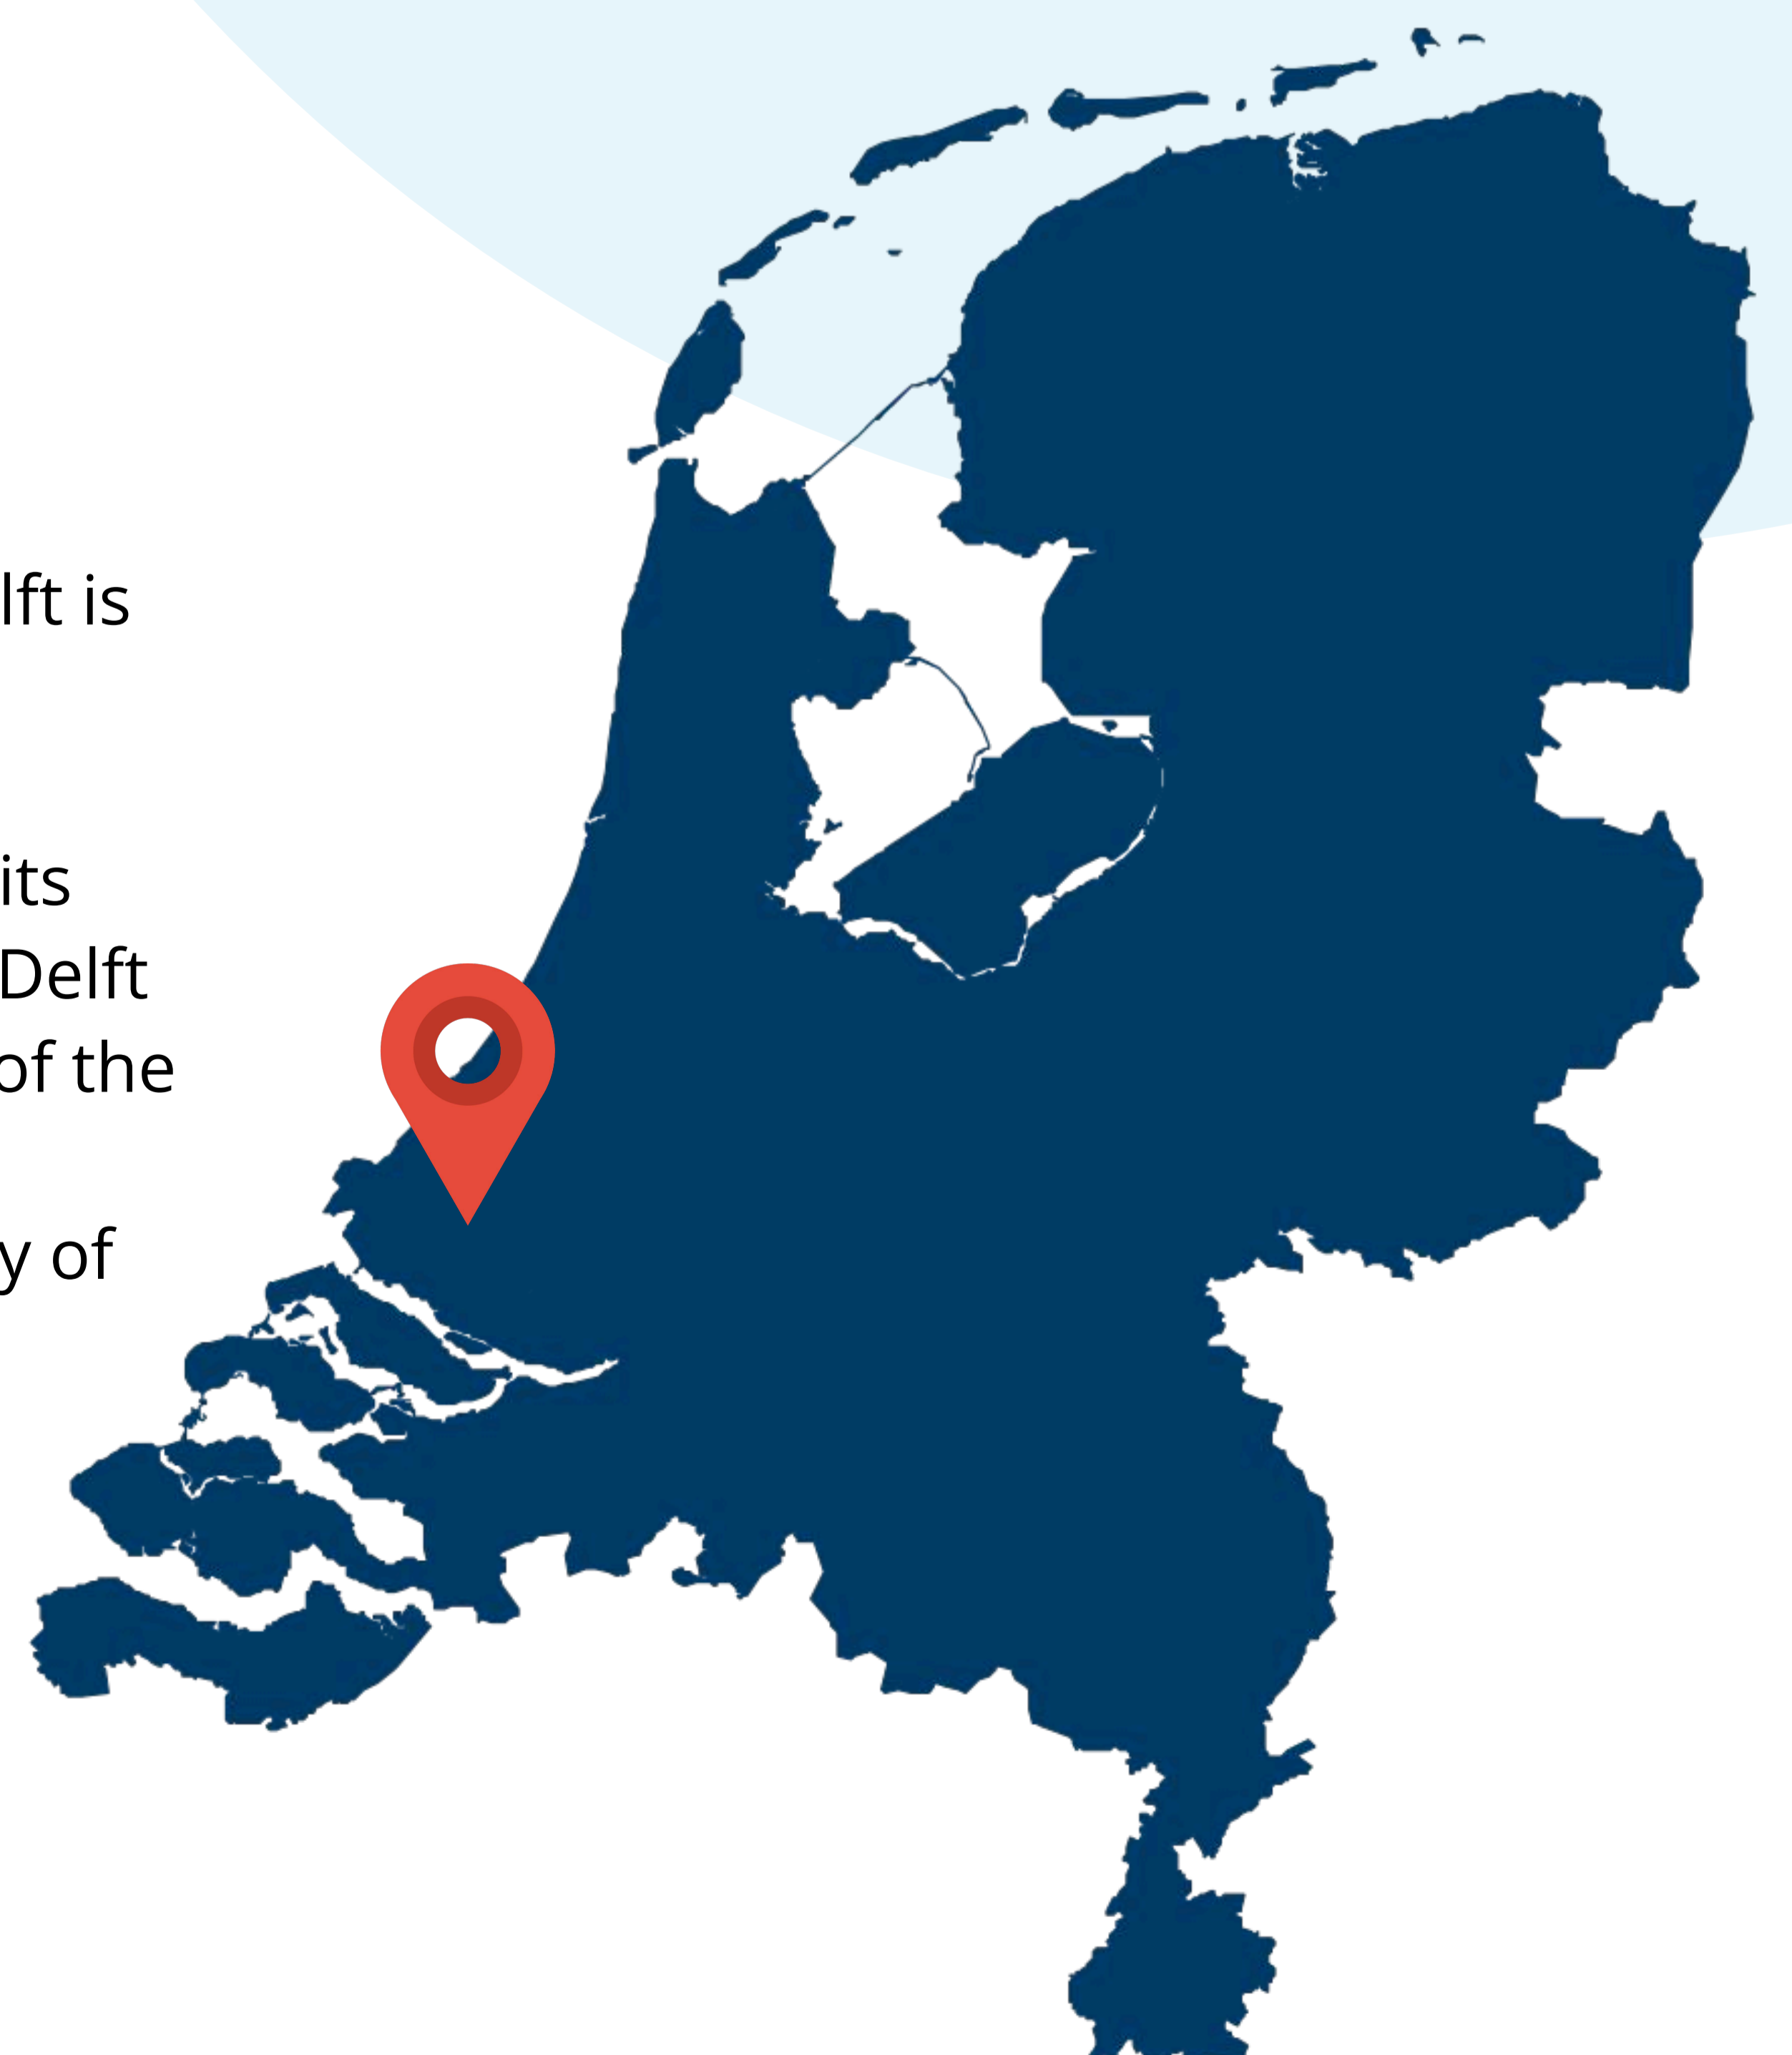 lft is
its
Delft
of the
y of